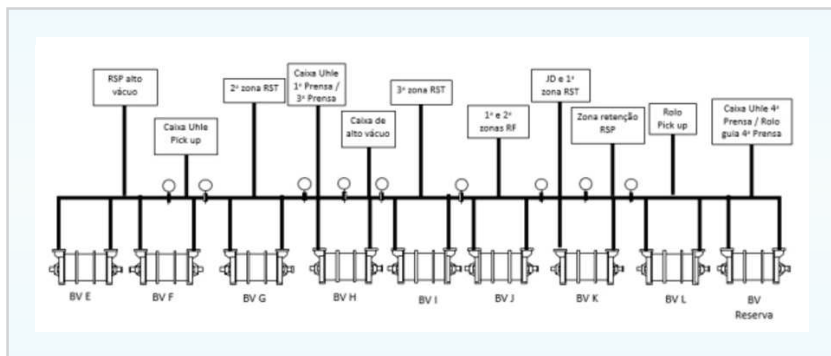 RSP alto
vácuo
Caixa Uhle
Pick up
2ª zona RST
Caixa Uhle
1ª Prensa /
3ª Prensa
Caixa de
alto vácuo
3ª zona RST
1ª e 2ª
zonas RF
JD e 1ª
zona RST
Zona retenção
RSP
Rolo
Pick up
Caixa Uhle 4ª
Prensa / Rolo
guia 4ª Prensa
BV E
BV F
BV G
BV H
BV I
BV J
BV K
BV L
BV
Reserva